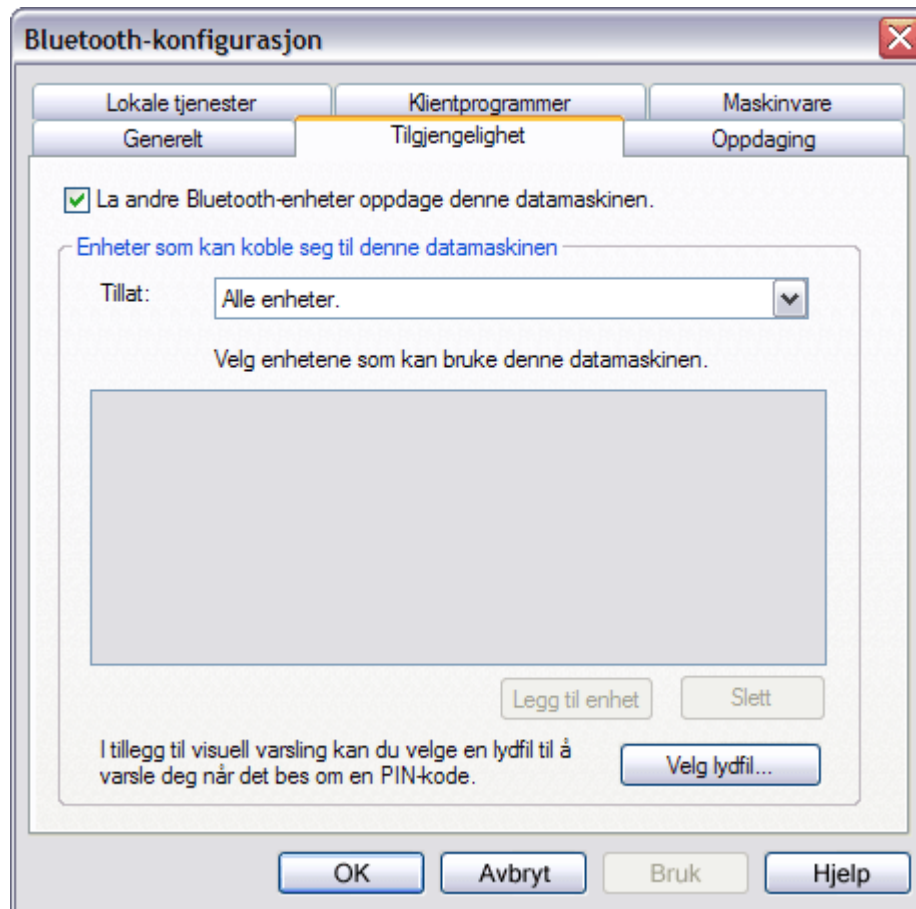 Bluetooth-konfigurasjon
Lokale tjenester
Klientprogrammer
Maskinvare
Generelt
Tilgjengelighet
Oppdaging
La andre Bluetooth-enheter oppdage denne datamaskinen.
Enheter som kan koble seg til denne datamaskinen
Tillat:
Alle enheter.
Velg enhetene som kan bruke denne datamaskinen.
Legg til enhet
Slett
I tillegg til visuell varsling kan du velge en lydfil til å
varsle deg når det bes om en PIN-kode.
Velg lydfil...
OK
Avbryt
Bruk
Hjelp